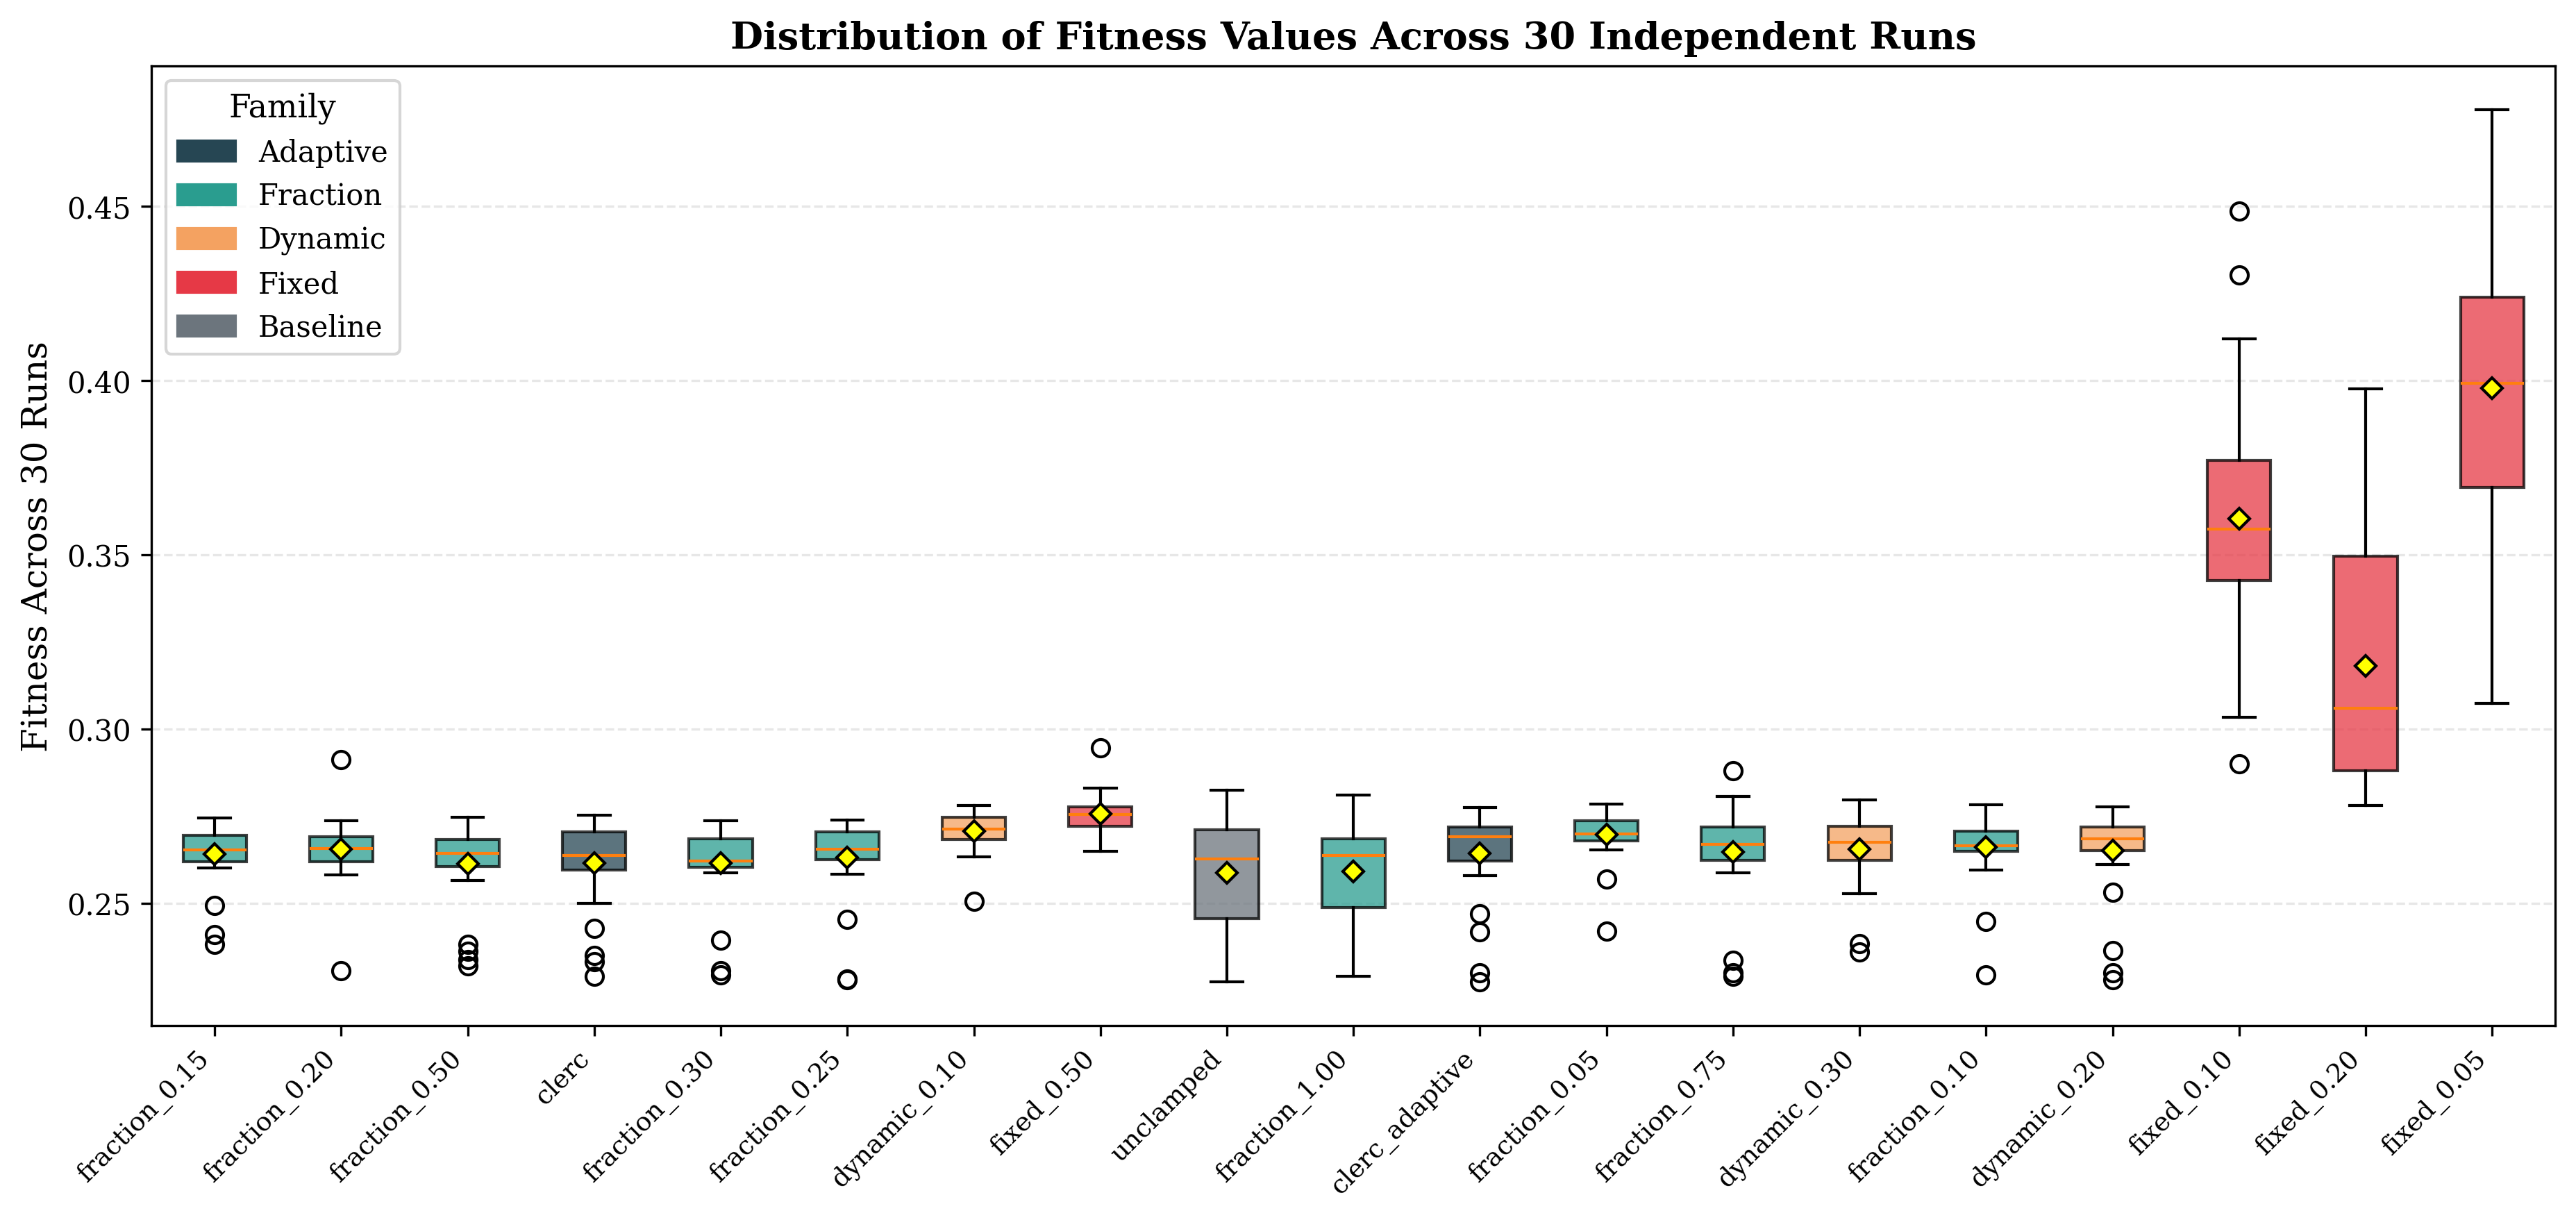 Distribution of Fitness Values Across 30 Independent Runs
Family
Adaptive
Fraction
Dynamic
Fixed
Baseline
Fitness Across 30 Runs
0.45
0.40
0.35
0.30
0.25
fraction_0.15
fraction_0.20
fraction_0.50
clerc
fraction_0.30
fraction_0.25
dynamic_0.10
fixed_0.50
unclamped
fraction_1.00
clerc_adaptive
fraction_0.05
fraction_0.75
dynamic_0.30
fraction_0.10
dynamic_0.20
fixed_0.10
fixed_0.20
fixed_0.05